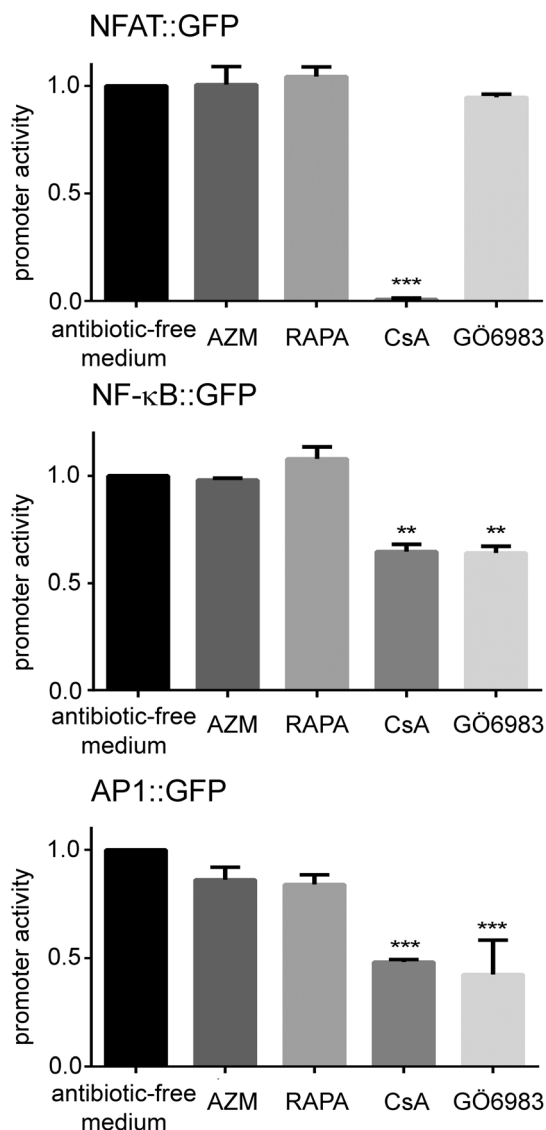 NFAT::GFP
promoter activity
1.0
0.5
0.0
***
antibiotic-free
medium
AZM
RAPA
CsA
GÖ6983
NF-κB::GFP
promoter activity
1.0
0.5
0.0
**
**
antibiotic-free
medium
AZM
RAPA
CsA
GÖ6983
AP1::GFP
promoter activity
1.0
0.5
0.0
***
***
antibiotic-free
medium
AZM
RAPA
CsA
GÖ6983